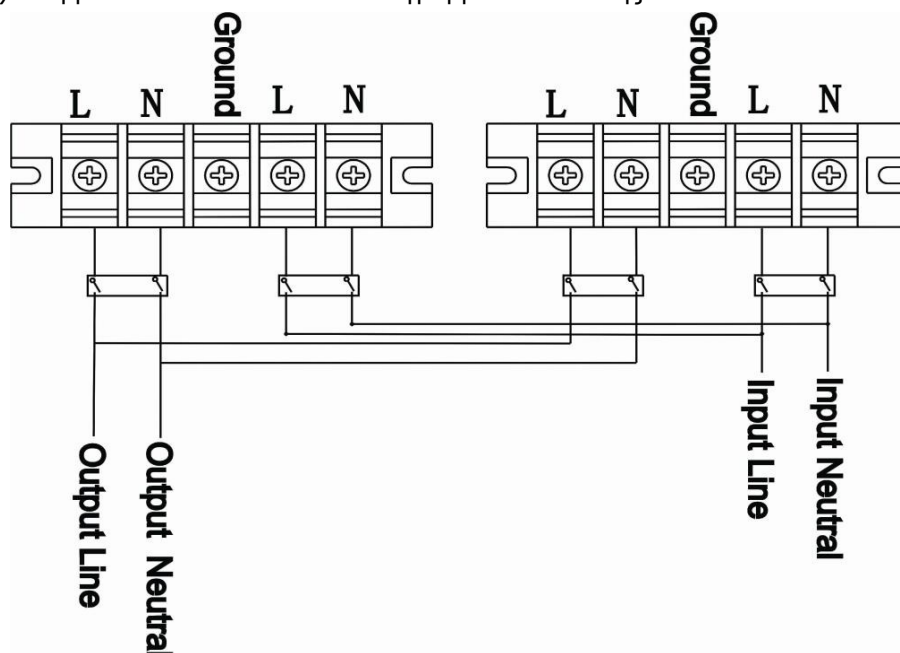 Ground
Ground
L N L N
L N L N
Input Line
Input Neutral
Output Line
Output Neutral